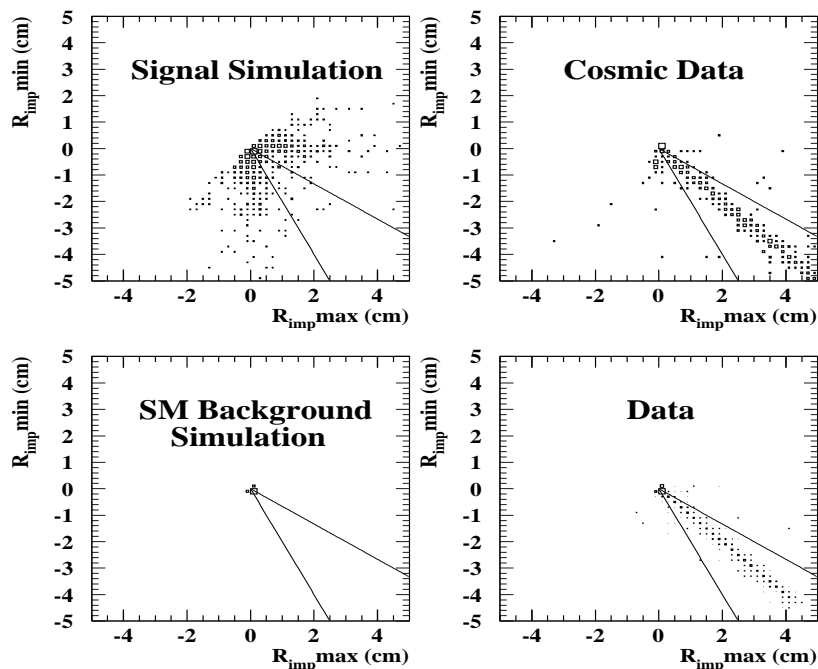 Signal Simulation
R_imp min (cm)
5
4
3
2
1
0
-1
-2
-3
-4
-5
-4 -2 0 2 4
R_imp max (cm)
Cosmic Data
R_imp min (cm)
5
4
3
2
1
0
-1
-2
-3
-4
-5
-4 -2 0 2 4
R_imp max (cm)
SM Background
Simulation
R_imp min (cm)
5
4
3
2
1
0
-1
-2
-3
-4
-5
-4 -2 0 2 4
R_imp max (cm)
Data
R_imp min (cm)
5
4
3
2
1
0
-1
-2
-3
-4
-5
-4 -2 0 2 4
R_imp max (cm)